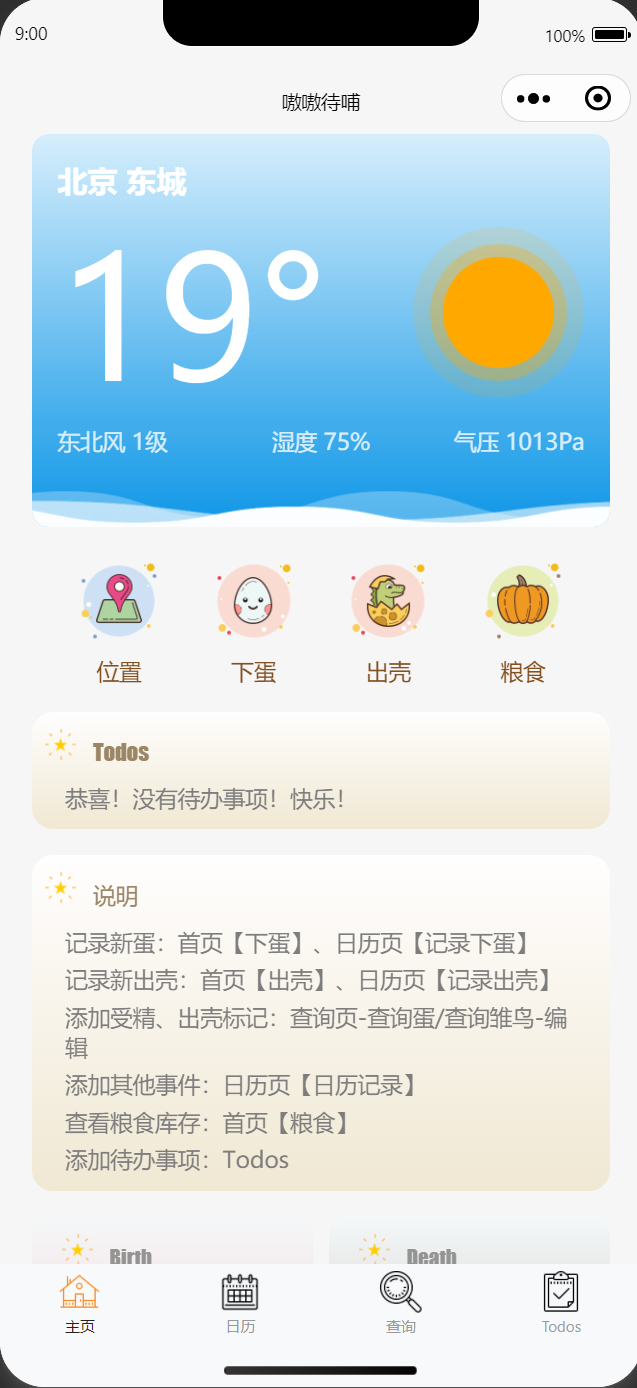 9:00
100%
嗷嗷待哺
北京 东城
19°
东北风 1级 湿度 75% 气压 1013Pa
位置 下蛋 出壳 粮食
Todos
恭喜！没有待办事项！快乐！
说明
记录新蛋：首页【下蛋】、日历页【记录下蛋】
记录新出壳：首页【出壳】、日历页【记录出壳】
添加受精、出壳标记：查询页-查询蛋/查询雏鸟-编
辑
添加其他事件：日历页【日历记录】
查看粮食库存：首页【粮食】
添加待办事项：Todos
Birth Death
主页 日历 查询 Todos